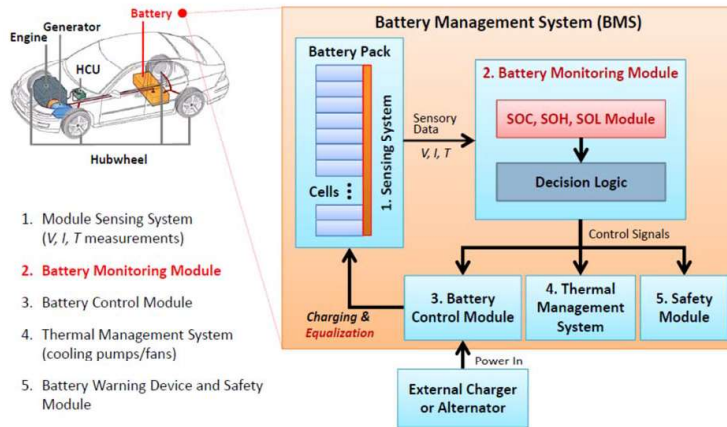 Battery
Generator
Engine
HCU
Hubwheel
1. Module Sensing System
(V, I, T measurements)
2. Battery Monitoring Module
3. Battery Control Module
4. Thermal Management System
(cooling pumps/fans)
5. Battery Warning Device and Safety
Module
Battery Management System (BMS)
Battery Pack
Cells
1. Sensing System
Sensory
Data
V, I, T
2. Battery Monitoring Module
SOC, SOH, SOL Module
Decision Logic
Control Signals
Charging &
Equalization
3. Battery
Control Module
4. Thermal
Management
System
5. Safety
Module
Power In
External Charger
or Alternator